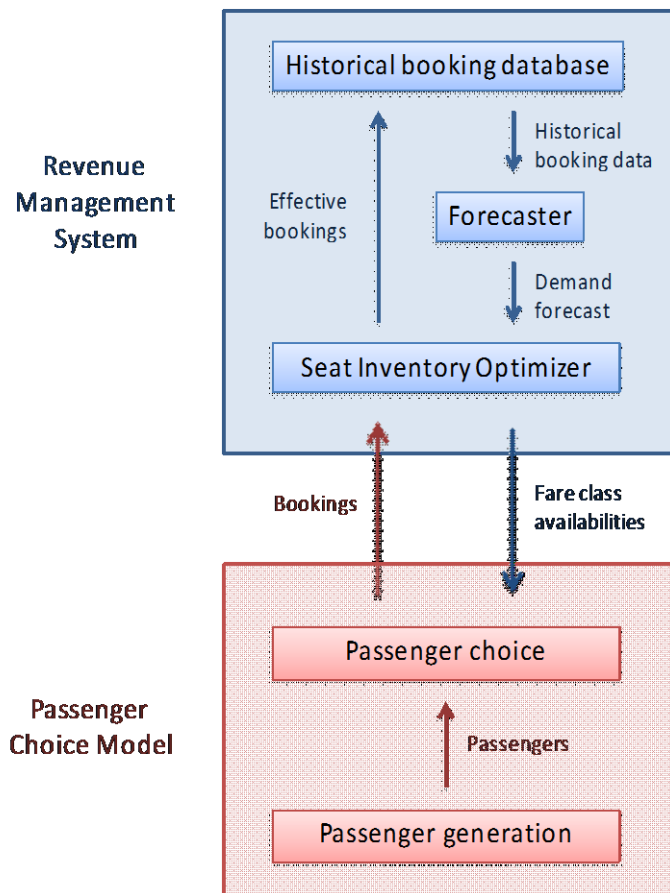 Historical booking database
Historical
booking data
Revenue
Management
System
Effective
bookings
Forecaster
Demand
forecast
Seat Inventory Optimizer
Bookings
Fare class
availabilities
Passenger choice
Passenger
Choice Model
Passengers
Passenger generation